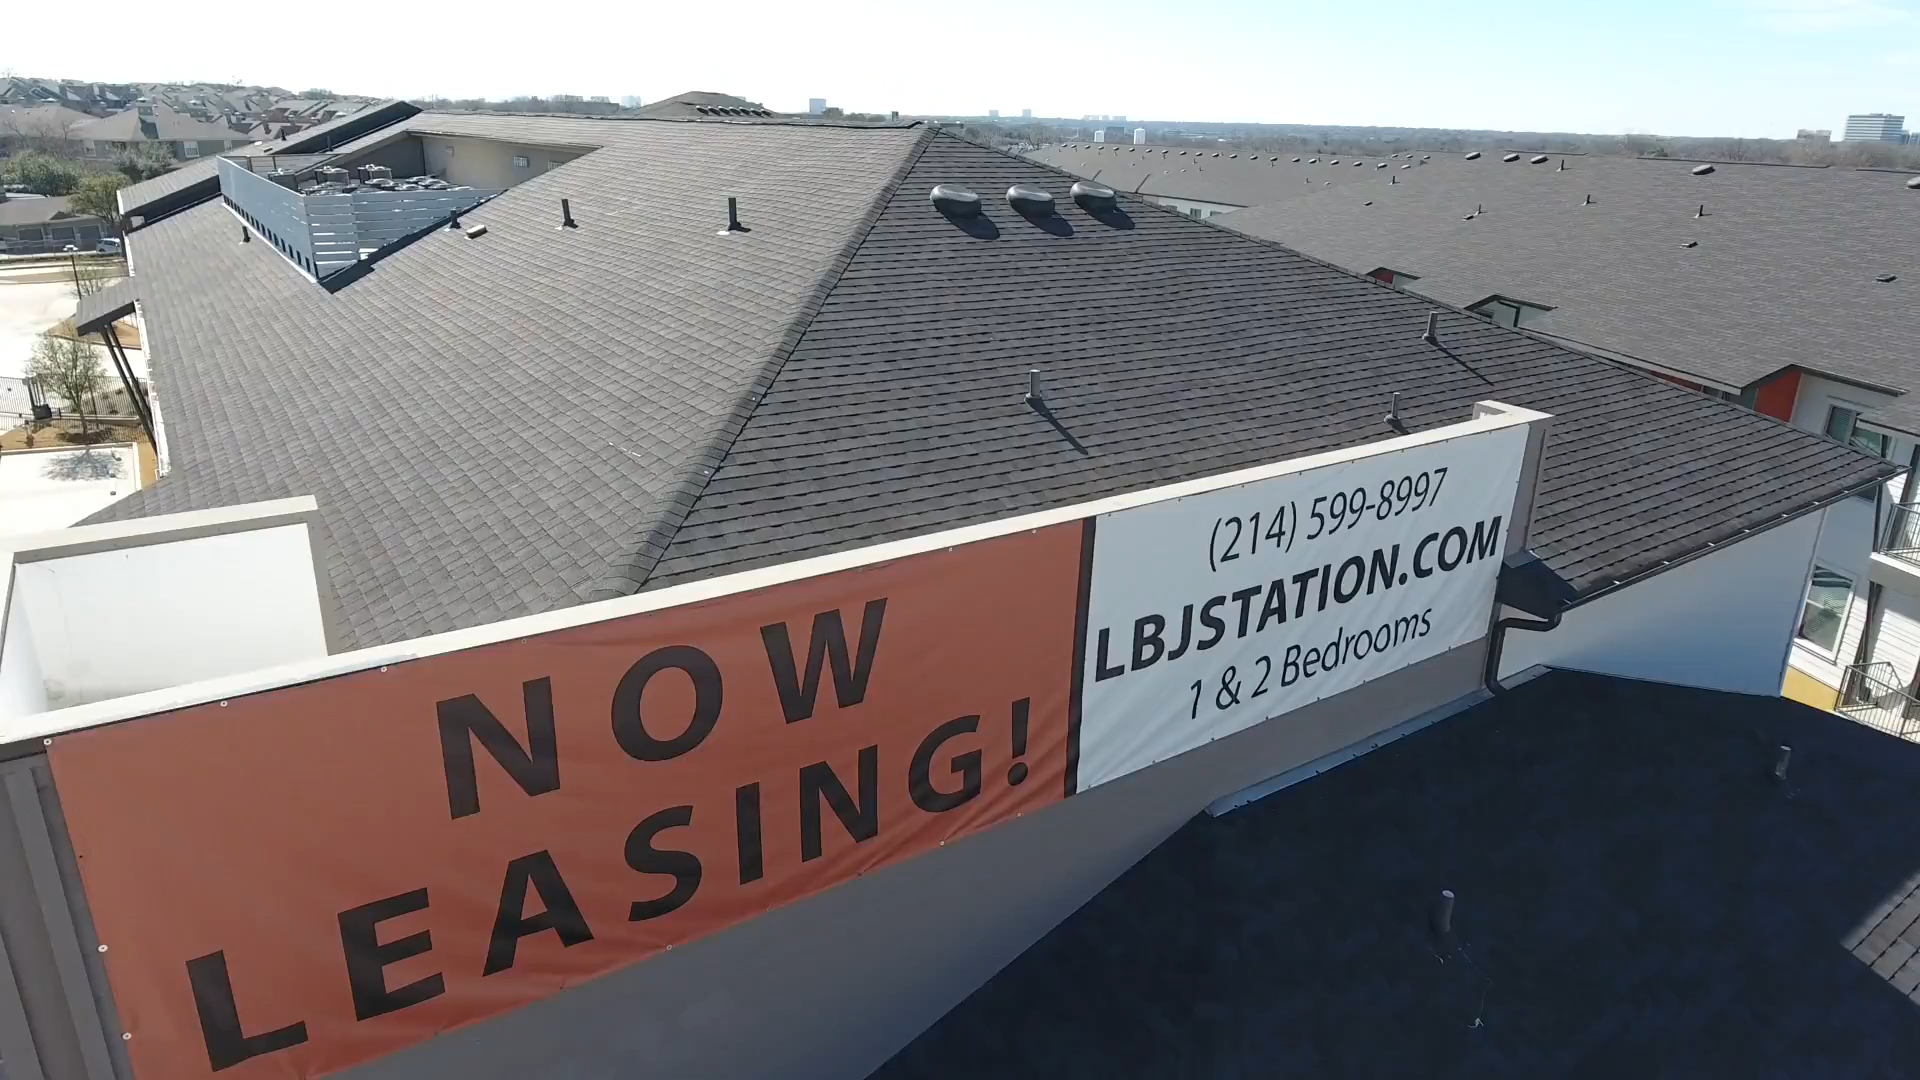 NOW
LEASING!
(214) 599-8997
LBJSTATION.COM
1 & 2 Bedrooms